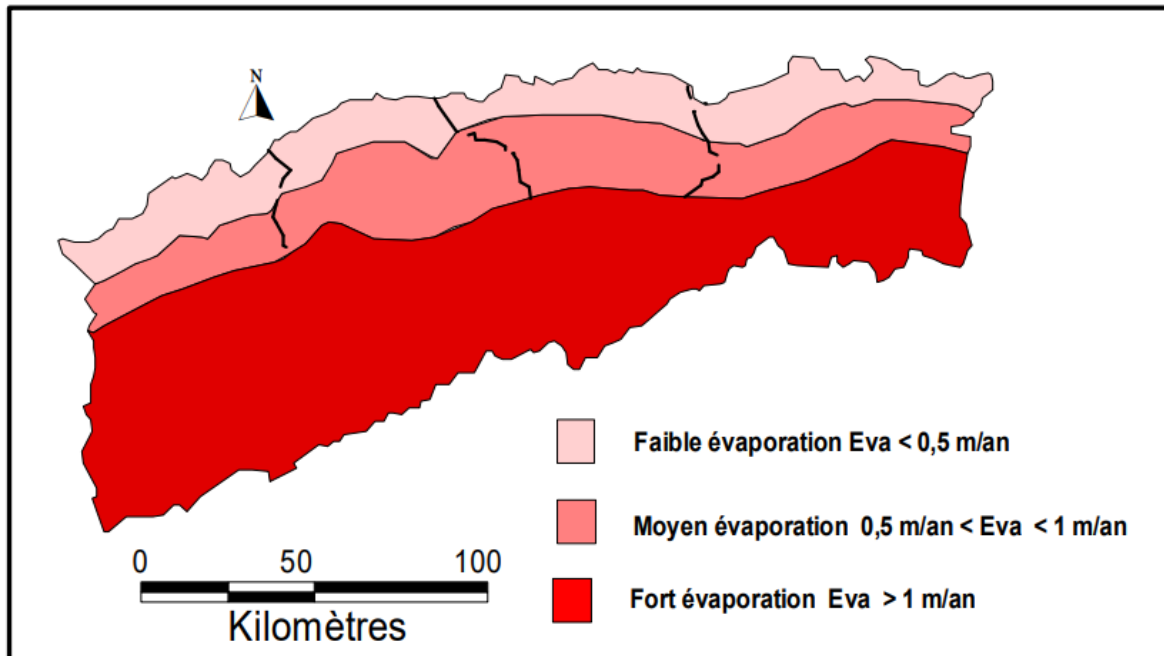 N
Faible évaporation Eva < 0,5 m/an
Moyen évaporation 0,5 m/an < Eva < 1 m/an
0 50 100
Fort évaporation Eva > 1 m/an
Kilomètres